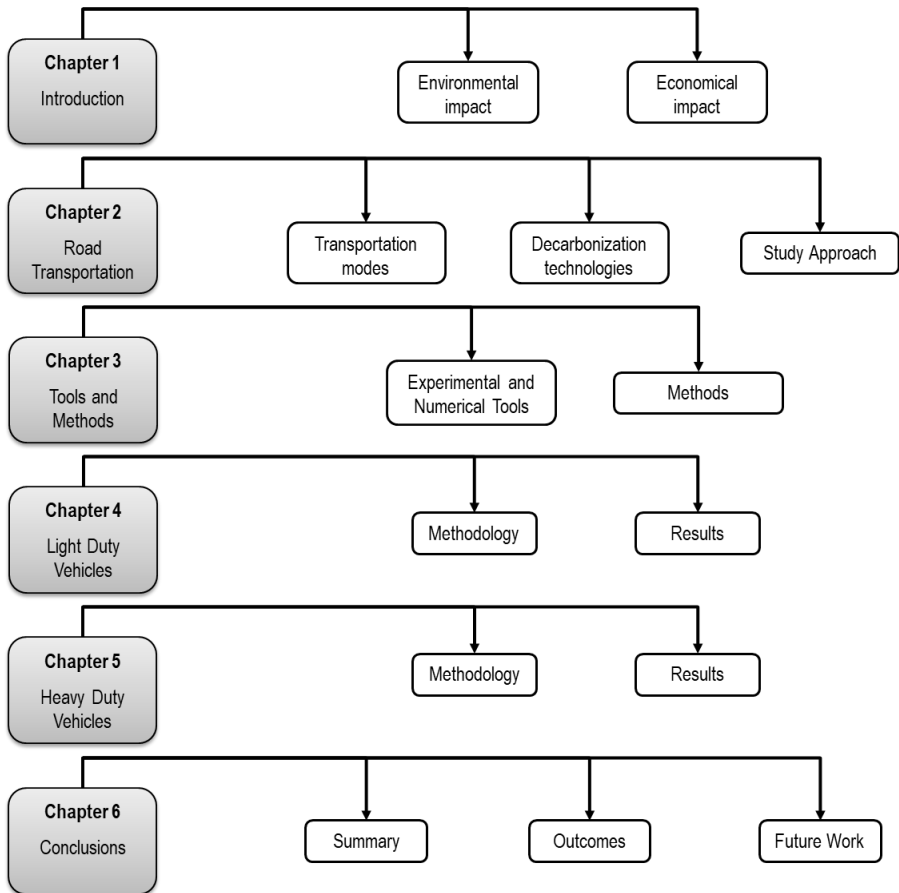 Chapter 1
Introduction
Environmental
impact
Economical
impact
Chapter 2
Road
Transportation
Transportation
modes
Decarbonization
technologies
Study Approach
Chapter 3
Tools and
Methods
Experimental and
Numerical Tools
Methods
Chapter 4
Light Duty
Vehicles
Methodology
Results
Chapter 5
Heavy Duty
Vehicles
Methodology
Results
Chapter 6
Conclusions
Summary
Outcomes
Future Work